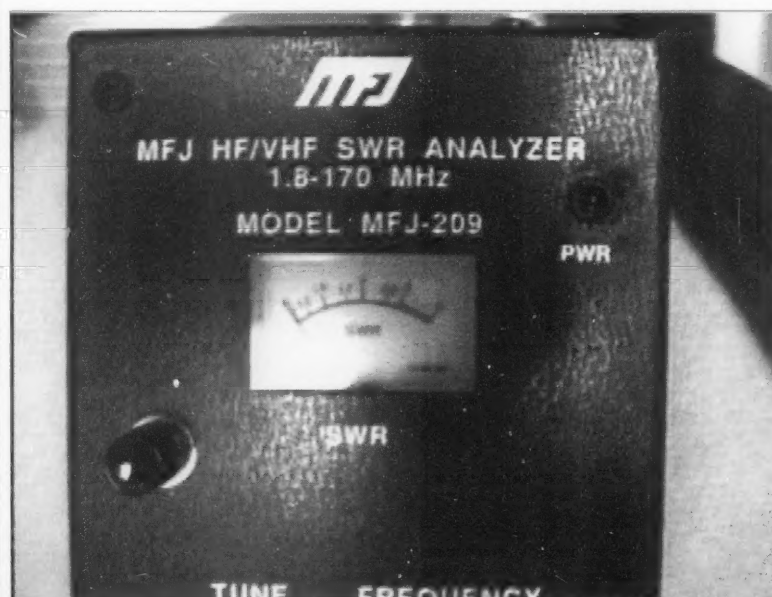 MFJ
MFJ HF/VHF SWR ANALYZER
1.8-170 MHz
MODEL MFJ-209
PWR
SWR
TUNE FREQUENCY